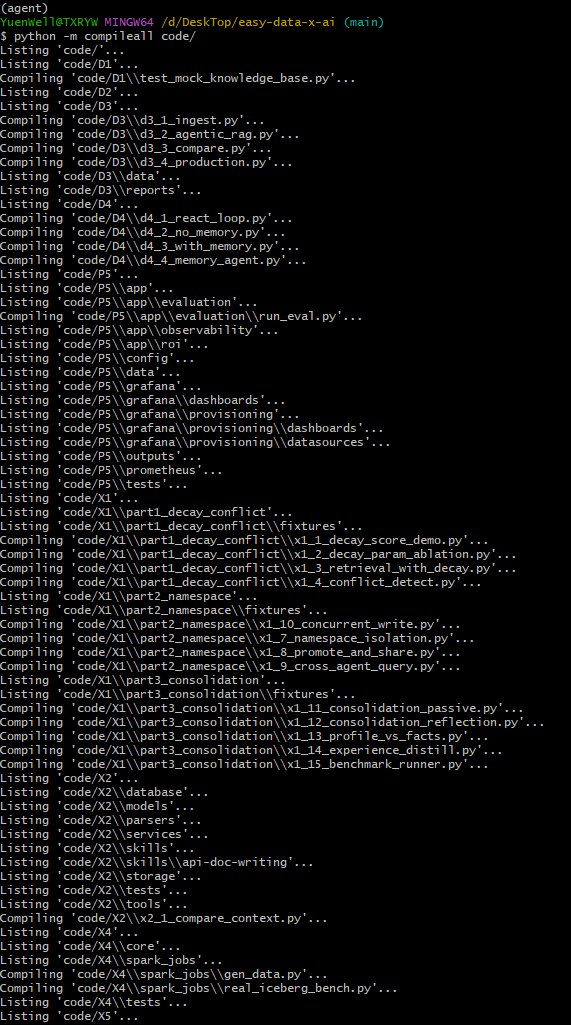 (agent)
YuenWell@TXRYW MINGW64 /d/DeskTop/easy-data-x-ai (main)
$ python -m compileall code/
Listing 'code/'...
Listing 'code/D1'...
Compiling 'code/D1\\test_mock_knowledge_base.py'...
Listing 'code/D2'...
Listing 'code/D3'...
Compiling 'code/D3\\d3_1_ingest.py'...
Compiling 'code/D3\\d3_2_agentic_rag.py'...
Compiling 'code/D3\\d3_3_compare.py'...
Compiling 'code/D3\\d3_4_production.py'...
Listing 'code/D3\\data'...
Listing 'code/D3\\reports'...
Listing 'code/D4'...
Compiling 'code/D4\\d4_1_react_loop.py'...
Compiling 'code/D4\\d4_2_no_memory.py'...
Compiling 'code/D4\\d4_3_with_memory.py'...
Compiling 'code/D4\\d4_4_memory_agent.py'...
Listing 'code/P5'...
Listing 'code/P5\\app'...
Listing 'code/P5\\app\\evaluation'...
Compiling 'code/P5\\app\\evaluation\\run_eval.py'...
Listing 'code/P5\\app\\observability'...
Listing 'code/P5\\app\\roi'...
Listing 'code/P5\\config'...
Listing 'code/P5\\data'...
Listing 'code/P5\\grafana'...
Listing 'code/P5\\grafana\\dashboards'...
Listing 'code/P5\\grafana\\provisioning'...
Listing 'code/P5\\grafana\\provisioning\\dashboards'...
Listing 'code/P5\\grafana\\provisioning\\datasources'...
Listing 'code/P5\\outputs'...
Listing 'code/P5\\prometheus'...
Listing 'code/P5\\tests'...
Listing 'code/X1'...
Listing 'code/X1\\part1_decay_conflict'...
Listing 'code/X1\\part1_decay_conflict\\fixtures'...
Compiling 'code/X1\\part1_decay_conflict\\x1_1_decay_score_demo.py'...
Compiling 'code/X1\\part1_decay_conflict\\x1_2_decay_param_ablation.py'...
Compiling 'code/X1\\part1_decay_conflict\\x1_3_retrieval_with_decay.py'...
Compiling 'code/X1\\part1_decay_conflict\\x1_4_conflict_detect.py'...
Listing 'code/X1\\part2_namespace'...
Listing 'code/X1\\part2_namespace\\fixtures'...
Compiling 'code/X1\\part2_namespace\\x1_10_concurrent_write.py'...
Compiling 'code/X1\\part2_namespace\\x1_7_namespace_isolation.py'...
Compiling 'code/X1\\part2_namespace\\x1_8_promote_and_share.py'...
Compiling 'code/X1\\part2_namespace\\x1_9_cross_agent_query.py'...
Listing 'code/X1\\part3_consolidation'...
Listing 'code/X1\\part3_consolidation\\fixtures'...
Compiling 'code/X1\\part3_consolidation\\x1_11_consolidation_passive.py'...
Compiling 'code/X1\\part3_consolidation\\x1_12_consolidation_reflection.py'...
Compiling 'code/X1\\part3_consolidation\\x1_13_profile_vs_facts.py'...
Compiling 'code/X1\\part3_consolidation\\x1_14_experience_distill.py'...
Compiling 'code/X1\\part3_consolidation\\x1_15_benchmark_runner.py'...
Listing 'code/X2'...
Listing 'code/X2\\database'...
Listing 'code/X2\\models'...
Listing 'code/X2\\parsers'...
Listing 'code/X2\\services'...
Listing 'code/X2\\skills'...
Listing 'code/X2\\skills\\api-doc-writing'...
Listing 'code/X2\\storage'...
Listing 'code/X2\\tests'...
Listing 'code/X2\\tools'...
Compiling 'code/X2\\x2_1_compare_context.py'...
Listing 'code/X4'...
Listing 'code/X4\\core'...
Listing 'code/X4\\spark_jobs'...
Compiling 'code/X4\\spark_jobs\\gen_data.py'...
Compiling 'code/X4\\spark_jobs\\real_iceberg_bench.py'...
Listing 'code/X4\\tests'...
Listing 'code/X5'...